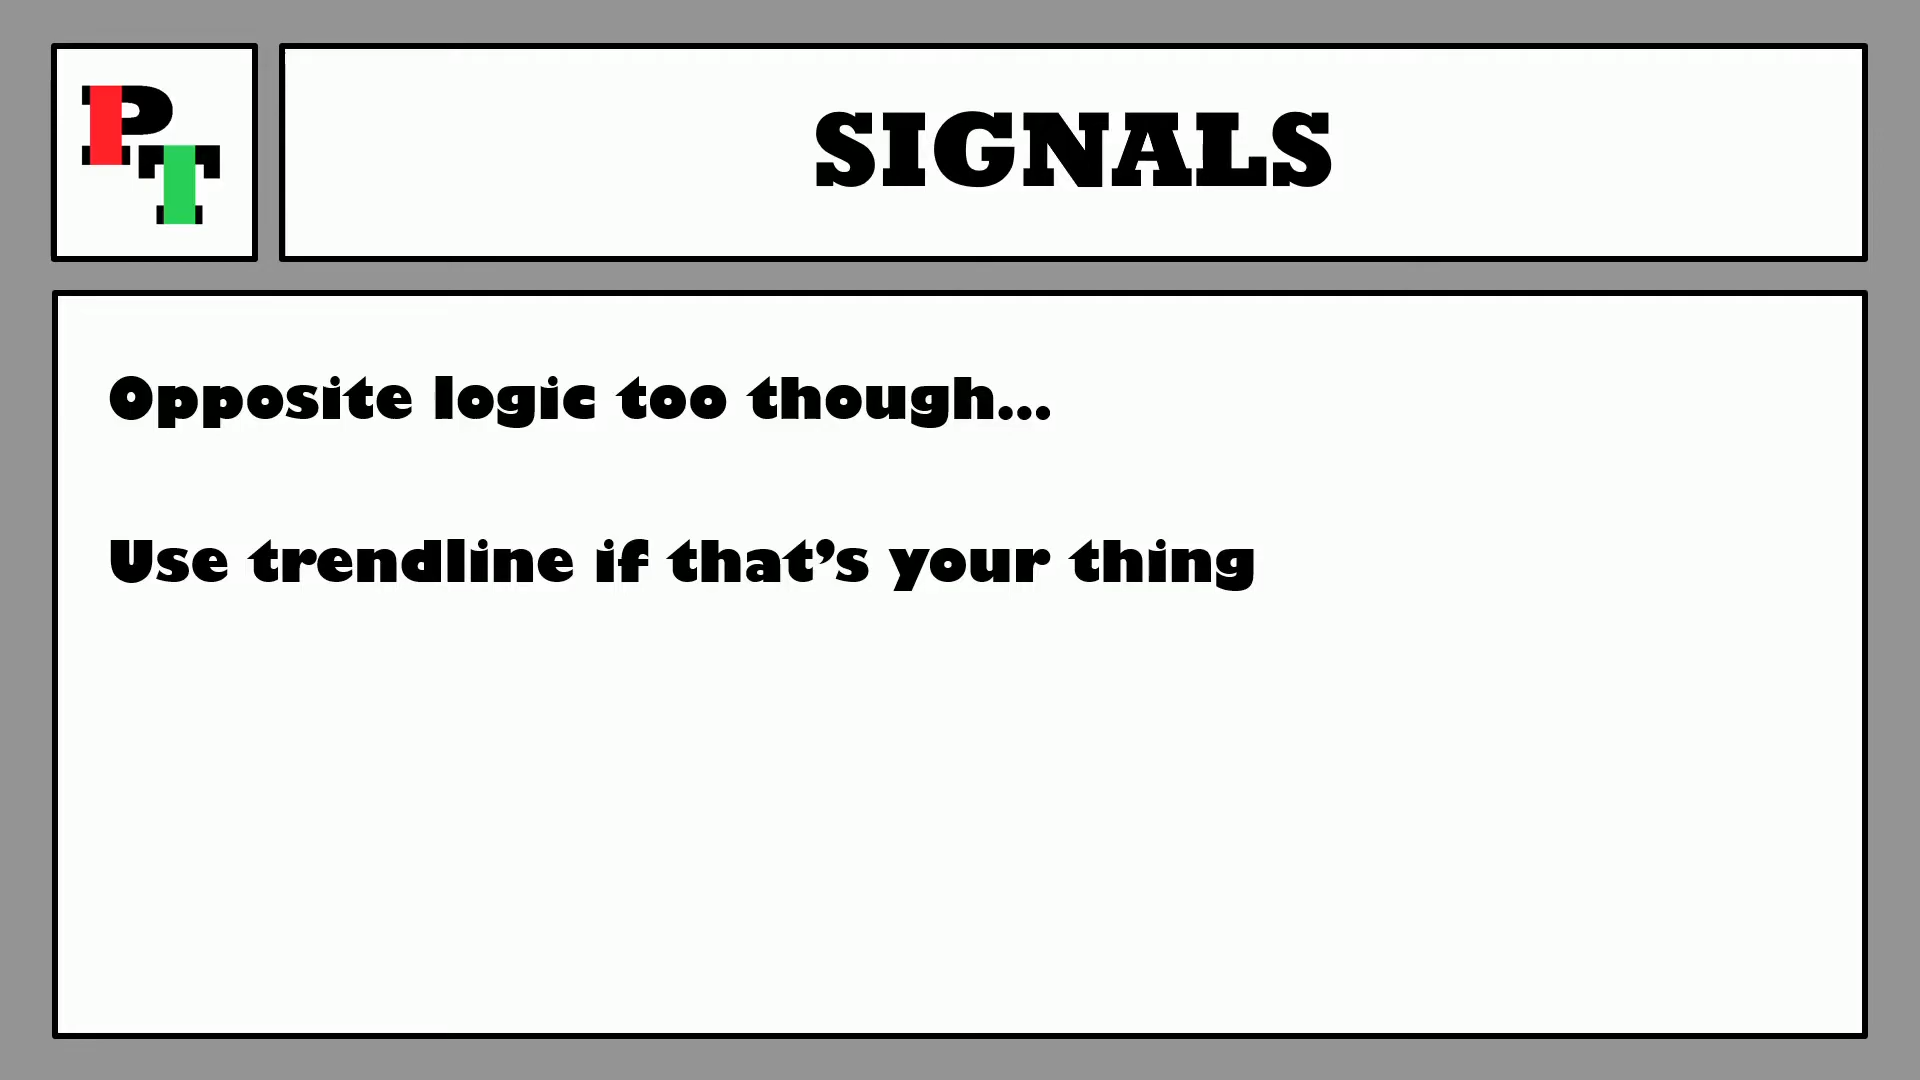 PT
SIGNALS
Opposite logic too though...
Use trendline if that’s your thing